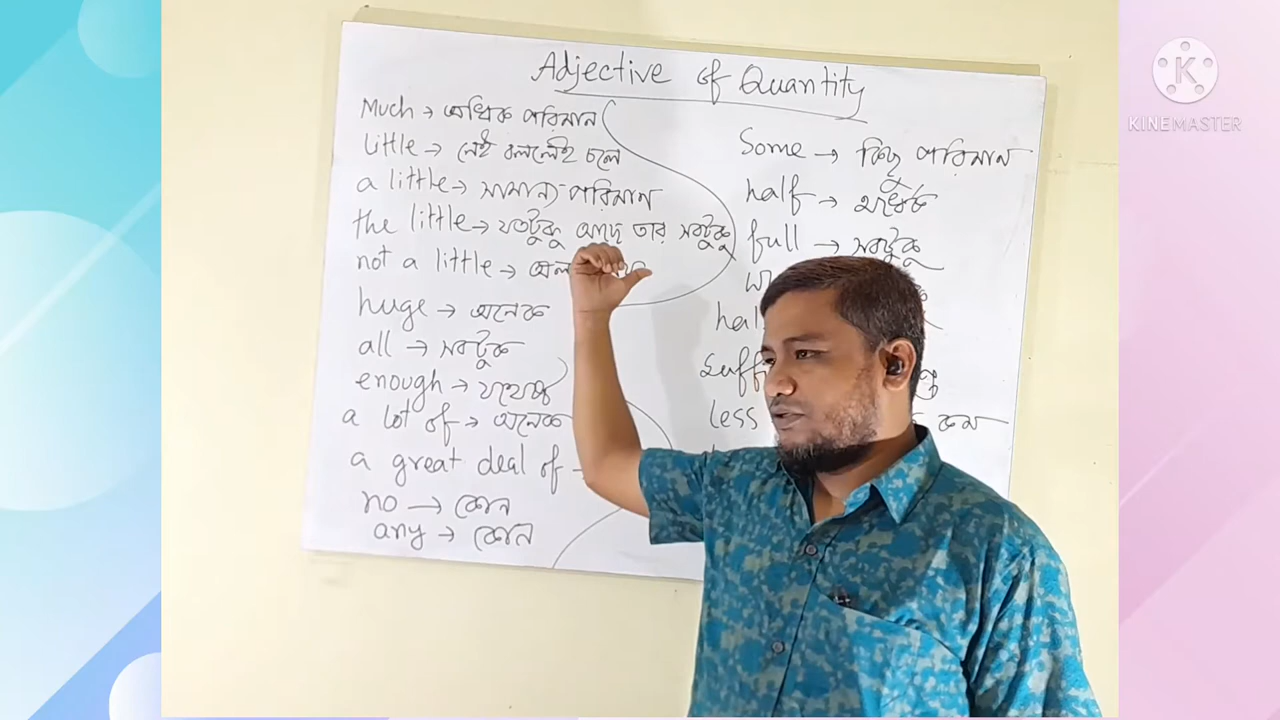 Adjective of Quantity
Much → অধিক পরিমান
little → নেই বললেই চলে
a little → সামান্য পরিমান
the little → যতটুকু আছে তার সবটুকু
not a little →
huge → অনেক
all → সবটুকু
enough → যথেষ্ঠ
a lot of → অনেক
a great deal of →
no → কোন
any → কোন
Some → কিছু পরিমান
half → অর্ধেক
full → সবটুকু
less কম
KINEMASTER